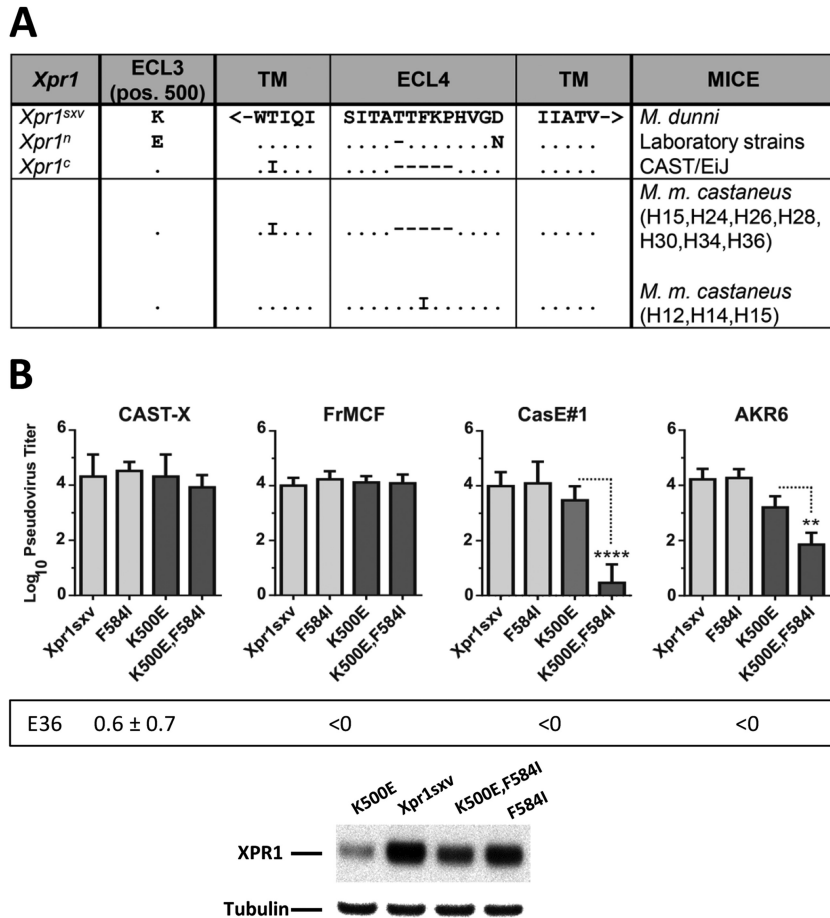 A
Xpr1 ECL3 (pos. 500) TM ECL4 TM MICE
Xpr1sxv K <-WTIQI SITATTFKPHVGD IIATV-> M. dunni
Xpr1n E ..... ....-.......N ..... Laboratory strains
Xpr1c . .I... ....-----.... ..... CAST/EiJ
. .I... ....-----.... ..... M. m. castaneus
(H15,H24,H26,H28,
H30,H34,H36)
. ..... ......I...... ..... M. m. castaneus
(H12,H14,H15)
B
CAST-X FrMCF CasE#1 AKR6
Log10 Pseudovirus Titer
6 6 6 6
4 4 4 4
2 2 2 2
0 0 0 0
**** **
Xpr1sxv F584I K500E K500E,F584I
Xpr1sxv F584I K500E K500E,F584I
Xpr1sxv F584I K500E K500E,F584I
Xpr1sxv F584I K500E K500E,F584I
E36 0.6 ± 0.7 <0 <0 <0
K500E Xpr1sxv K500E,F584I F584I
XPR1
Tubulin